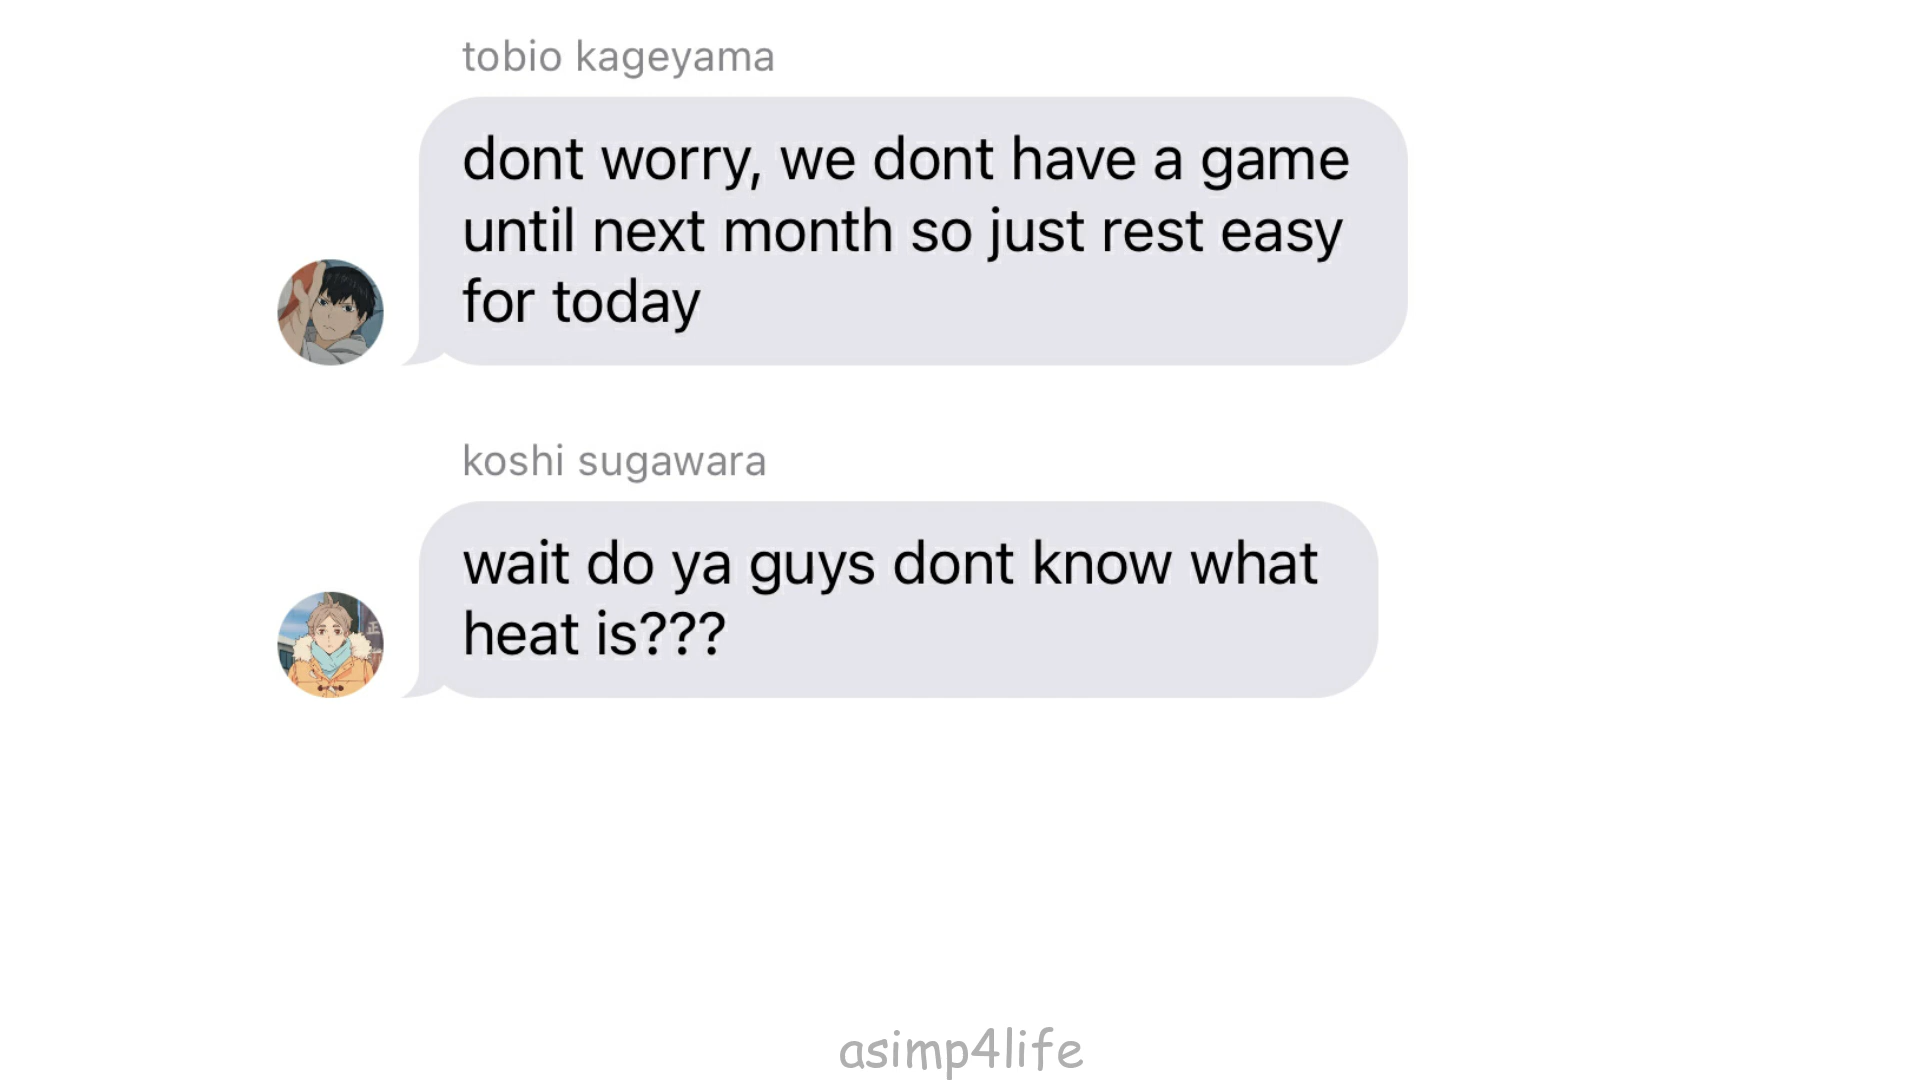 tobio kageyama
dont worry, we dont have a game
until next month so just rest easy
for today
koshi sugawara
wait do ya guys dont know what
heat is???
asimp4life